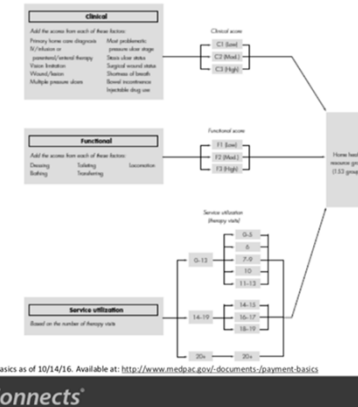 Clinical
Add the scores from each of these factors:
Primary home care diagnosis
IV/infusion or
parenteral/enteral therapy
Vision limitation
Wound/lesion
Multiple pressure ulcers
Most problematic
pressure ulcer stage
Stasis ulcer status
Surgical wound status
Shortness of breath
Bowel incontinence
Injectable drug use
Clinical score
C1 (Low)
C2 (Mod.)
C3 (High)
Functional
Add the scores from each of these factors:
Dressing
Bathing
Toileting
Transferring
Locomotion
Functional score
F1 (Low)
F2 (Mod.)
F3 (High)
Home heal
resource gro
(153 group
Service utilization
(therapy visits)
0-13
0-5
6
7-9
10
11-13
14-19
14-15
16-17
18-19
20+
20+
Service utilization
Based on the number of therapy visits
asics as of 10/14/16. Available at: http://www.medpac.gov/-documents-/payment-basics
onnects